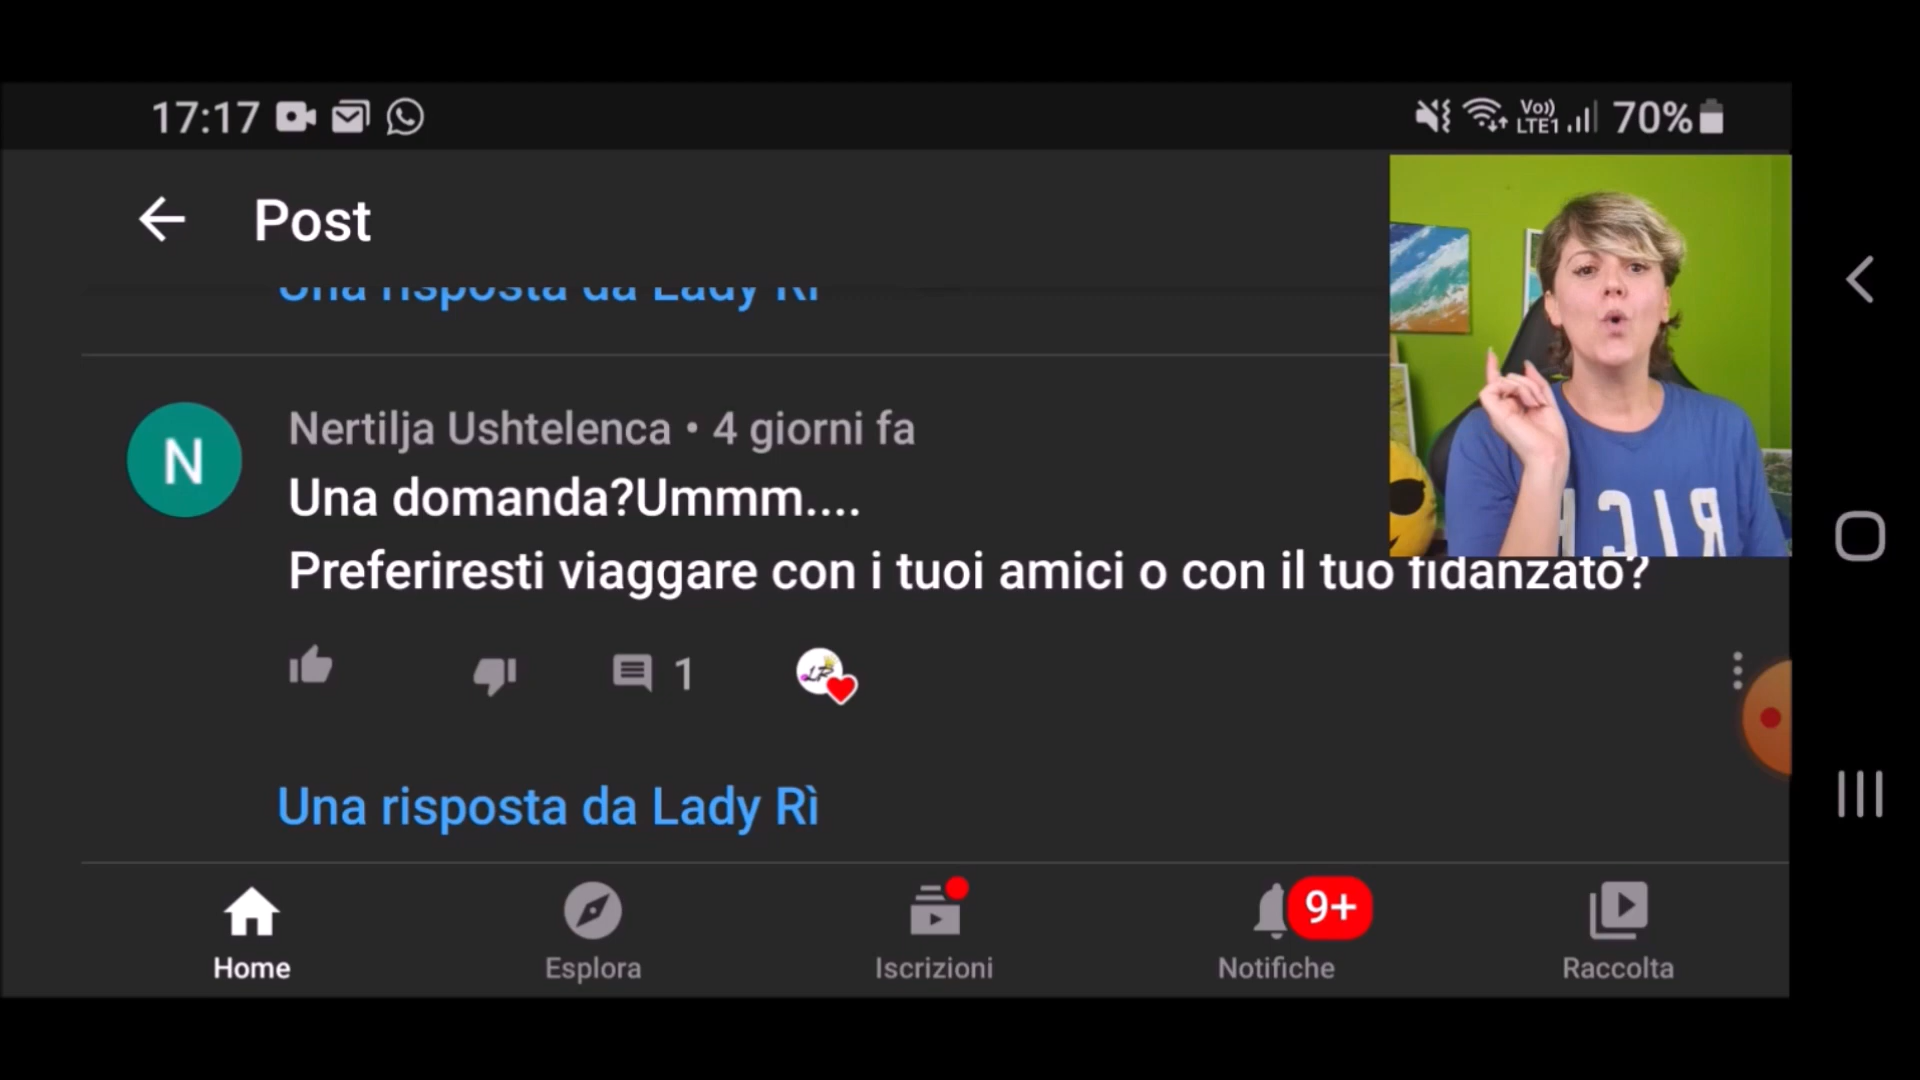 17:17
Vo)) LTE1 70%
Post
Una risposta da Lady Rì
N
Nertilja Ushtelenca • 4 giorni fa
Una domanda?Ummm....
Preferiresti viaggare con i tuoi amici o con il tuo fidanzato?
1
Una risposta da Lady Rì
Home
Esplora
Iscrizioni
9+
Notifiche
Raccolta